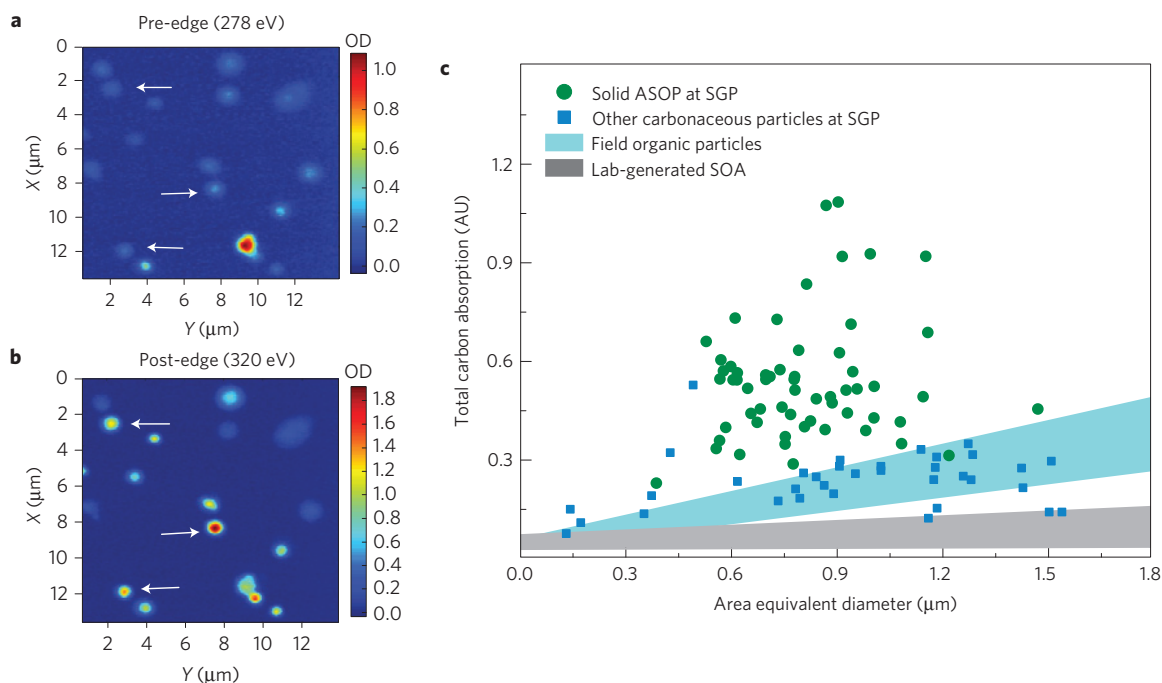 a
Pre-edge (278 eV)
OD
0
2
4
6
8
10
12
X (μm)
2 4 6 8 10 12
Y (μm)
1.0
0.8
0.6
0.4
0.2
0.0
b
Post-edge (320 eV)
OD
0
2
4
6
8
10
12
X (μm)
2 4 6 8 10 12
Y (μm)
1.8
1.6
1.4
1.2
1.0
0.8
0.6
0.4
0.2
0.0
c
Solid ASOP at SGP
Other carbonaceous particles at SGP
Field organic particles
Lab-generated SOA
Total carbon absorption (AU)
1.2
0.9
0.6
0.3
0.0 0.3 0.6 0.9 1.2 1.5 1.8
Area equivalent diameter (μm)